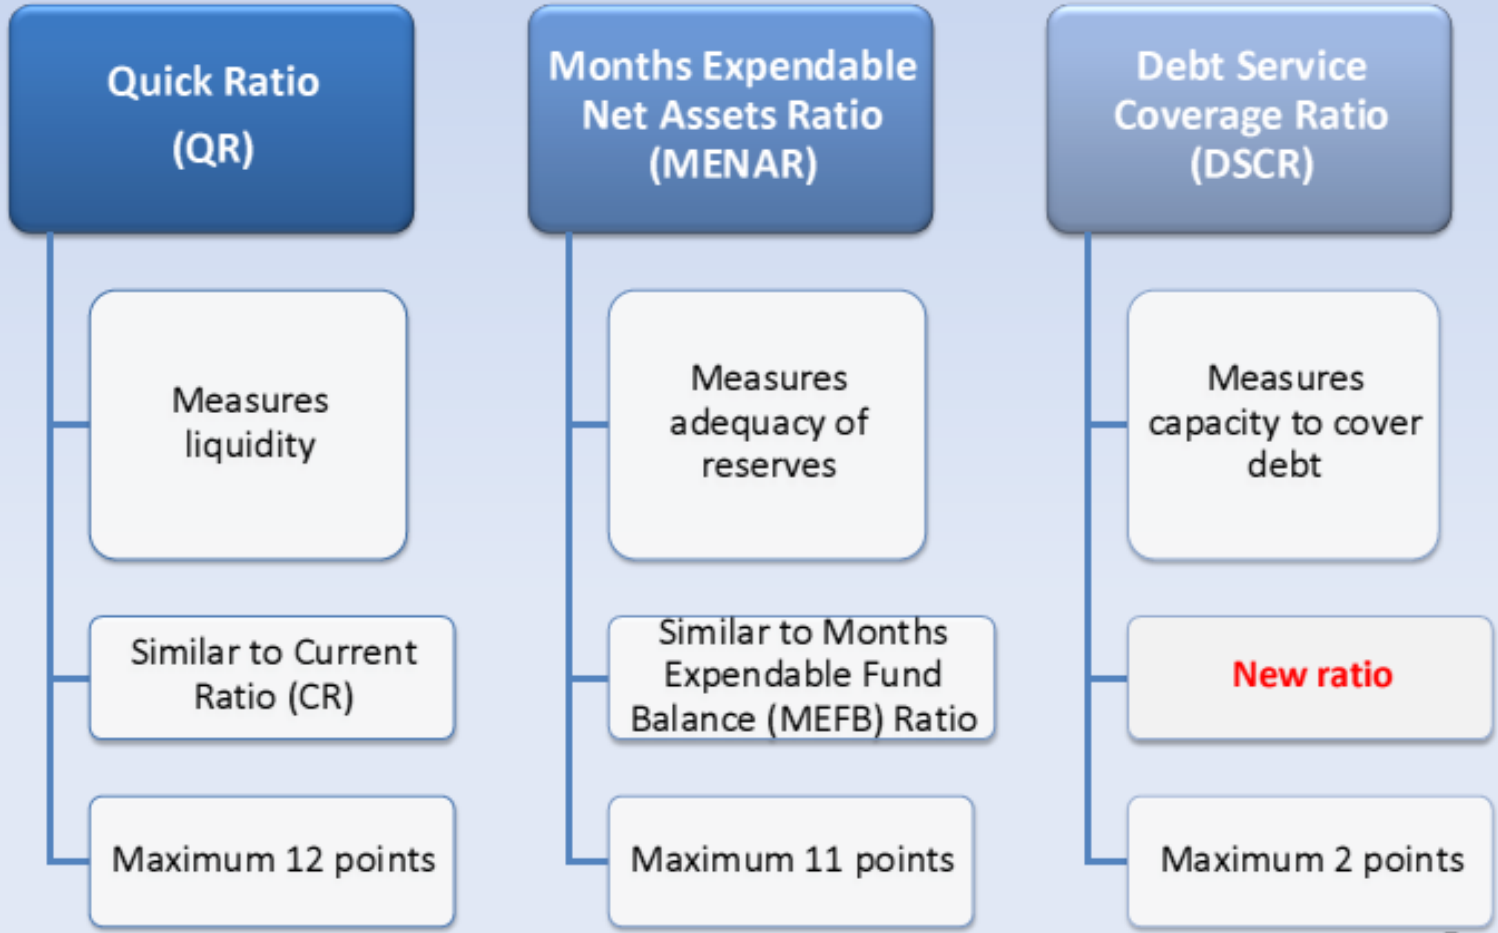 Quick Ratio
(QR)
Measures
liquidity
Similar to Current
Ratio (CR)
Maximum 12 points
Months Expendable
Net Assets Ratio
(MENAR)
Measures
adequacy of
reserves
Similar to Months
Expendable Fund
Balance (MEFB) Ratio
Maximum 11 points
Debt Service
Coverage Ratio
(DSCR)
Measures
capacity to cover
debt
New ratio
Maximum 2 points